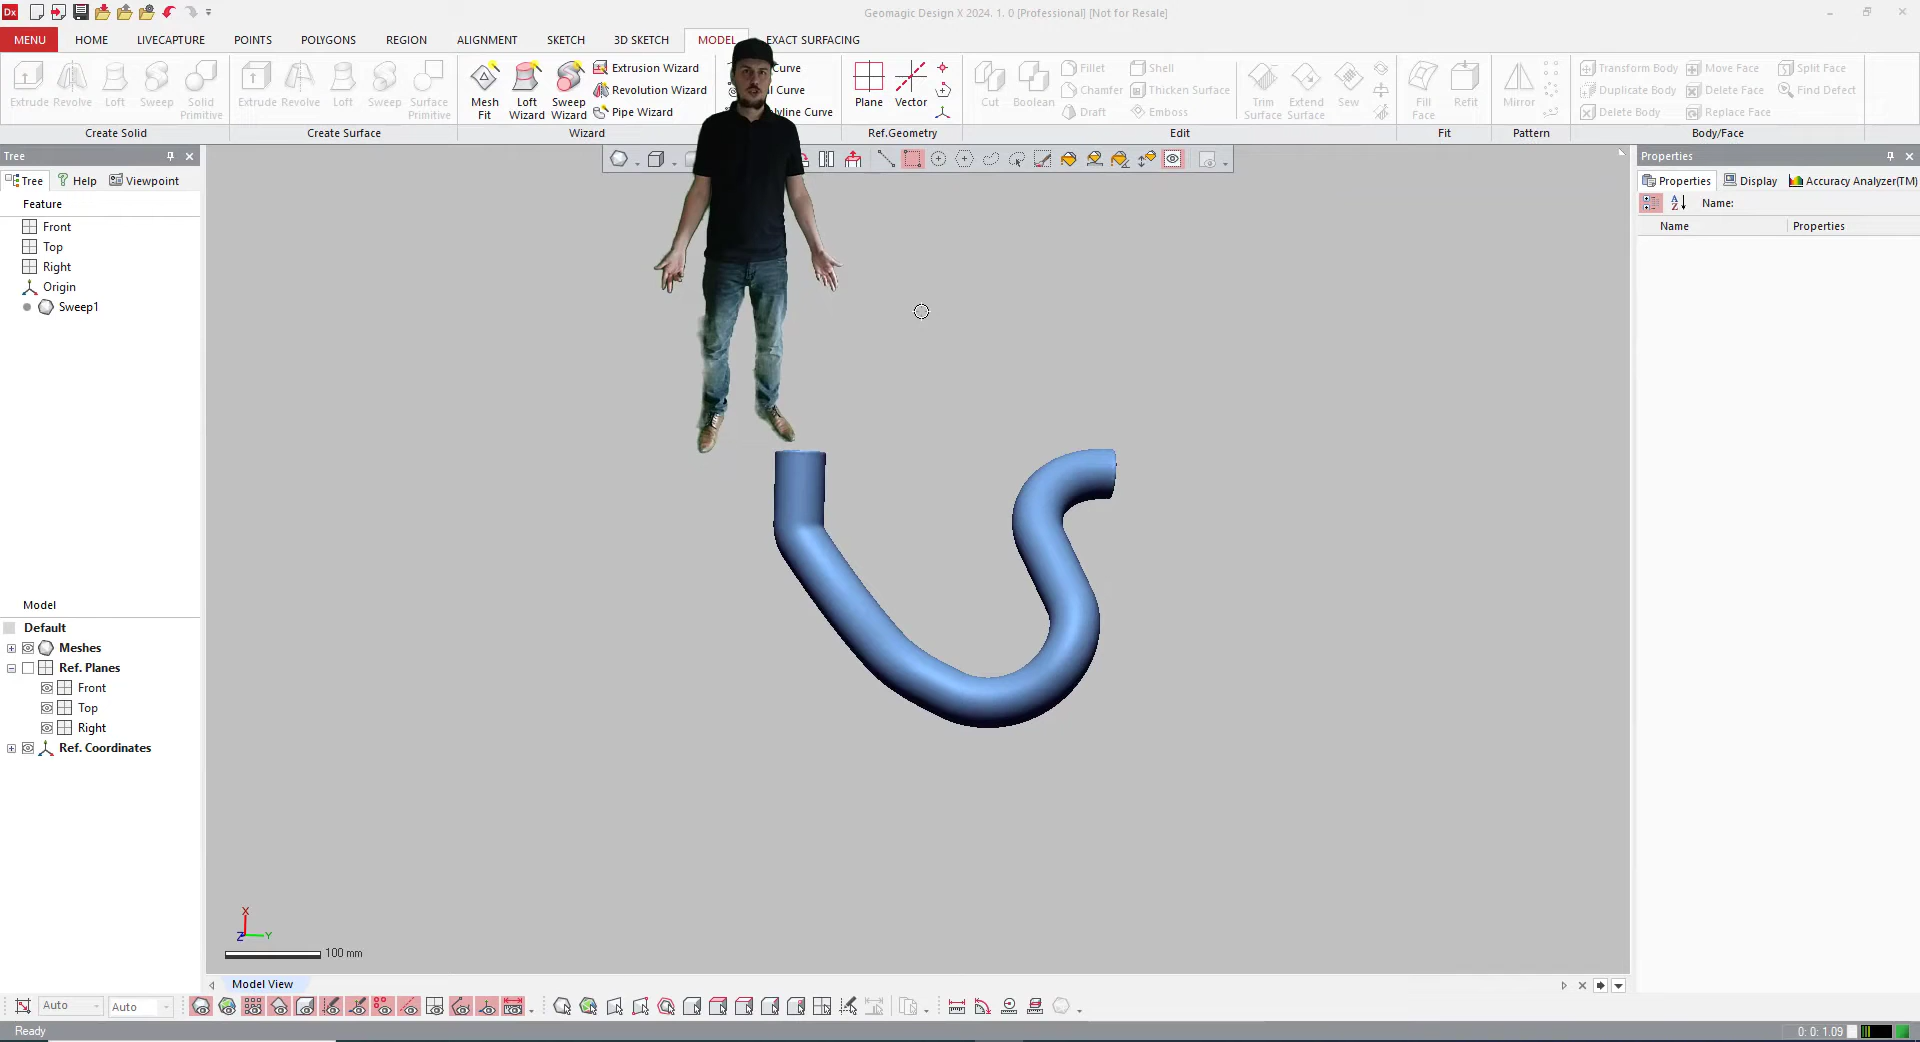 Dx
Geomagic Design X 2024. 1. 0 [Professional] [Not for Resale]
MENU HOME LIVECAPTURE POINTS POLYGONS REGION ALIGNMENT SKETCH 3D SKETCH MODEL EXACT SURFACING
Extrude Revolve Loft Sweep Solid Primitive
Create Solid
Extrude Revolve Loft Sweep Surface Primitive
Create Surface
Mesh Fit Loft Wizard Sweep Wizard Extrusion Wizard
Revolution Wizard
Pipe Wizard
Wizard
Curve
Curve
Curve
Plane Vector
Ref.Geometry
Cut Boolean Fillet Shell
Chamfer Thicken Surface
Draft Emboss
Trim Surface Extend Surface Sew
Edit
Fill Face Refit
Fit
Mirror
Pattern
Transform Body Move Face Split Face
Duplicate Body Delete Face Find Defect
Delete Body Replace Face
Body/Face
Tree
Tree Help Viewpoint
Feature
Front
Top
Right
Origin
Sweep1
Model
Default
Meshes
Ref. Planes
Front
Top
Right
Ref. Coordinates
X
Z Y
100 mm
Properties
Properties Display Accuracy Analyzer(TM)
Name:
Name Properties
Model View
Auto Auto
Ready
0: 0: 1.09